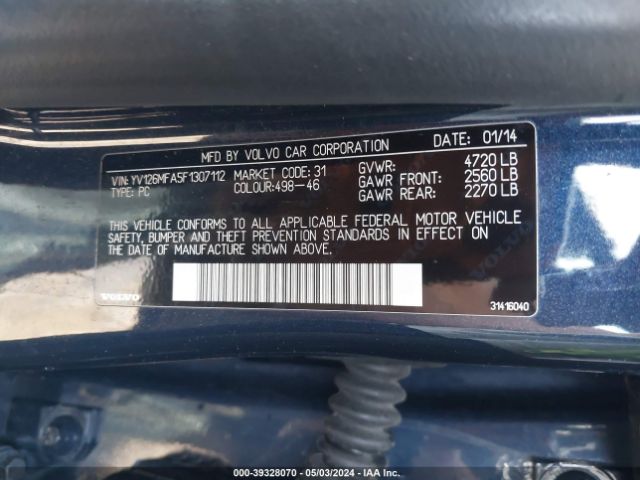 MFD BY VOLVO CAR CORPORATION DATE: 01/14
VIN: YV126MFA5F1307112 MARKET CODE: 31 GVWR: 4720 LB
TYPE: PC COLOUR:498-46 GAWR FRONT: 2560 LB
GAWR REAR: 2270 LB
THIS VEHICLE CONFORMS TO ALL APPLICABLE FEDERAL MOTOR VEHICLE
SAFETY, BUMPER AND THEFT PREVENTION STANDARDS IN EFFECT ON
THE DATE OF MANUFACTURE SHOWN ABOVE.
VOLVO 31416040
000-39328070 - 05/03/2024 - IAA Inc.